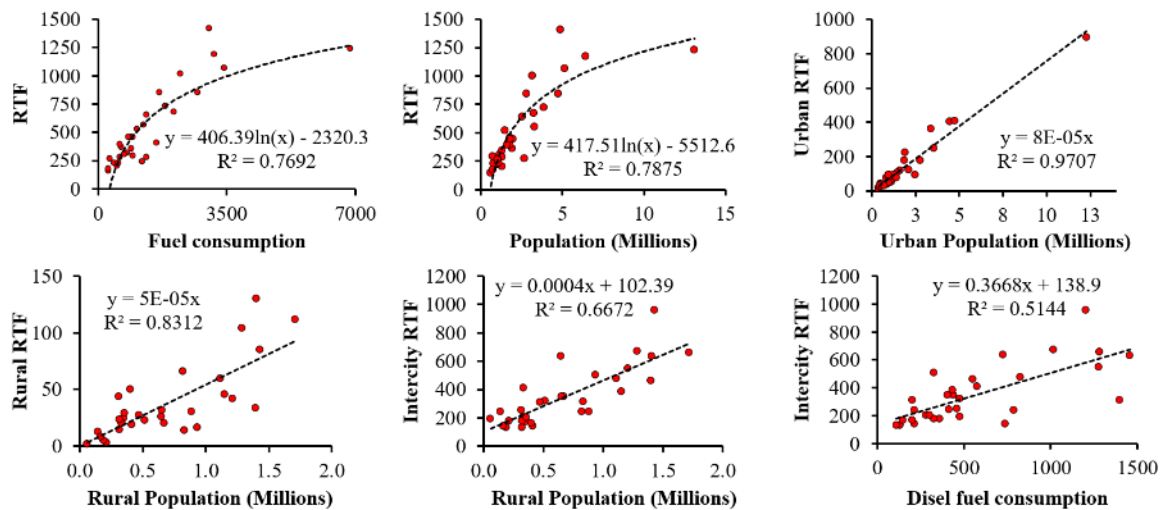 RTF
1500
1250
1000
750
500
250
0
y = 406.39ln(x) - 2320.3
R² = 0.7692
0
3500
7000
Fuel consumption
RTF
1500
1250
1000
750
500
250
0
y = 417.51ln(x) - 5512.6
R² = 0.7875
0
5
10
15
Population (Millions)
Urban RTF
1000
800
600
400
200
0
y = 8E-05x
R² = 0.9707
0
3
5
8
10
13
Urban Population (Millions)
Rural RTF
150
100
50
0
y = 5E-05x
R² = 0.8312
0.0
0.5
1.0
1.5
2.0
Rural Population (Millions)
Intercity RTF
1200
1000
800
600
400
200
0
y = 0.0004x + 102.39
R² = 0.6672
0.0
0.5
1.0
1.5
2.0
Rural Population (Millions)
Intercity RTF
1200
1000
800
600
400
200
0
y = 0.3668x + 138.9
R² = 0.5144
0
500
1000
1500
Disel fuel consumption